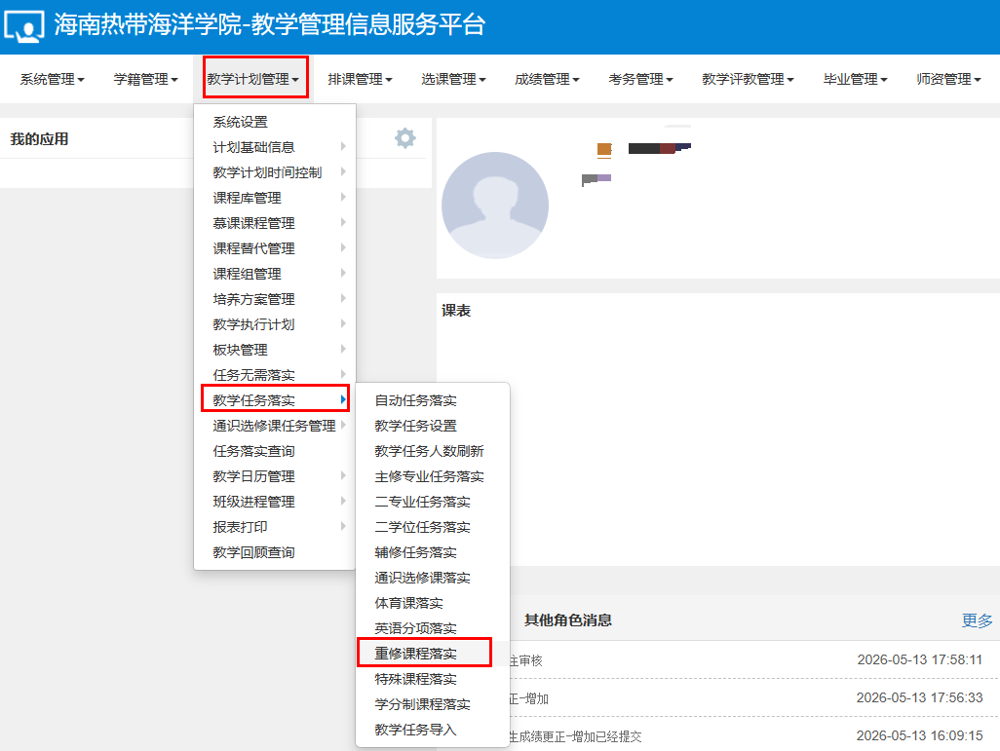 海南热带海洋学院-教学管理信息服务平台
系统管理 学籍管理 教学计划管理 排课管理 选课管理 成绩管理 考务管理 教学评教管理 毕业管理 师资管理
我的应用
系统设置
计划基础信息
教学计划时间控制
课程库管理
慕课课程管理
课程替代管理
课程组管理
培养方案管理
教学执行计划
板块管理
任务无需落实
教学任务落实
通识选修课任务管理
任务落实查询
教学日历管理
班级进程管理
报表打印
教学回顾查询
自动任务落实
教学任务设置
教学任务人数刷新
主修专业任务落实
二专业任务落实
二学位任务落实
辅修任务落实
通识选修课落实
体育课落实
英语分项落实
重修课程落实
特殊课程落实
学分制课程落实
教学任务导入
课表
其他角色消息 更多
审核 2026-05-13 17:58:11
正-增加 2026-05-13 17:56:33
生成绩更正-增加已经提交 2026-05-13 16:09:15